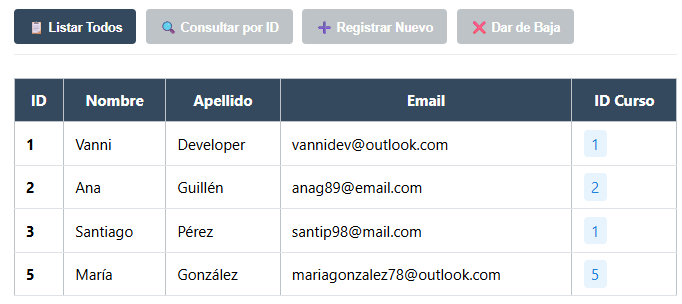 📋 Listar Todos 🔍 Consultar por ID ➕ Registrar Nuevo ❌ Dar de Baja
ID Nombre Apellido Email ID Curso
1 Vanni Developer vannidev@outlook.com 1
2 Ana Guillén anag89@email.com 2
3 Santiago Pérez santip98@mail.com 1
5 María González mariagonzalez78@outlook.com 5